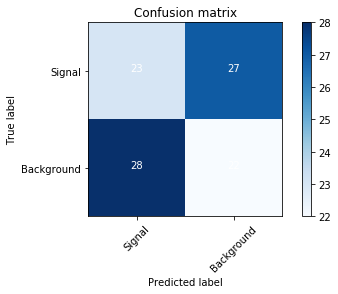 Confusion matrix
28
Signal 23 27
27
26
True label
25
24
Background 28
23
22
Signal
Background
Predicted label